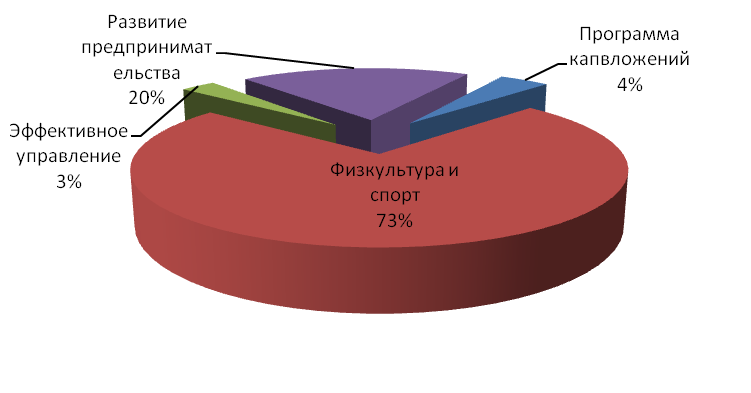 Развитие
предпринимат
ельства
20%
Программа
капвложений
4%
Эффективное
управление
3%
Физкультура и
спорт
73%